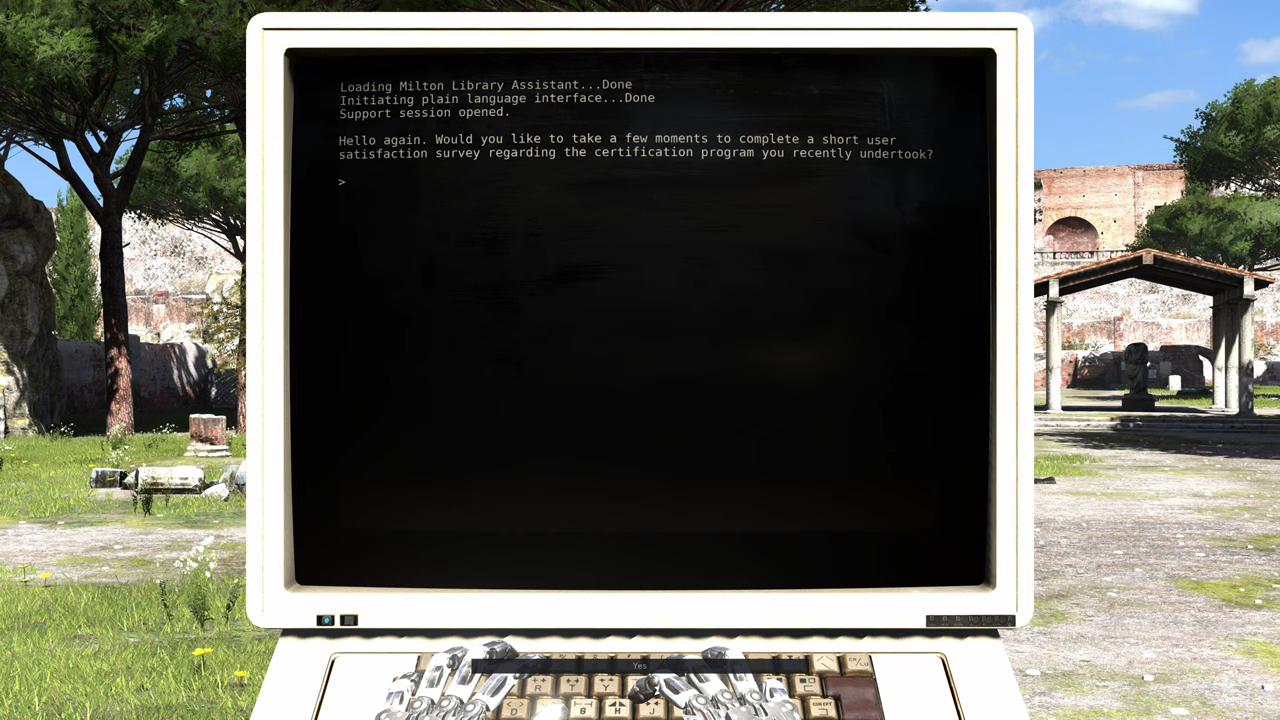 Loading Milton Library Assistant...Done
Initiating plain language interface...Done
Support session opened.
Hello again. Would you like to take a few moments to complete a short user
satisfaction survey regarding the certification program you recently undertook?
>
Yes
R T Y
D G H J